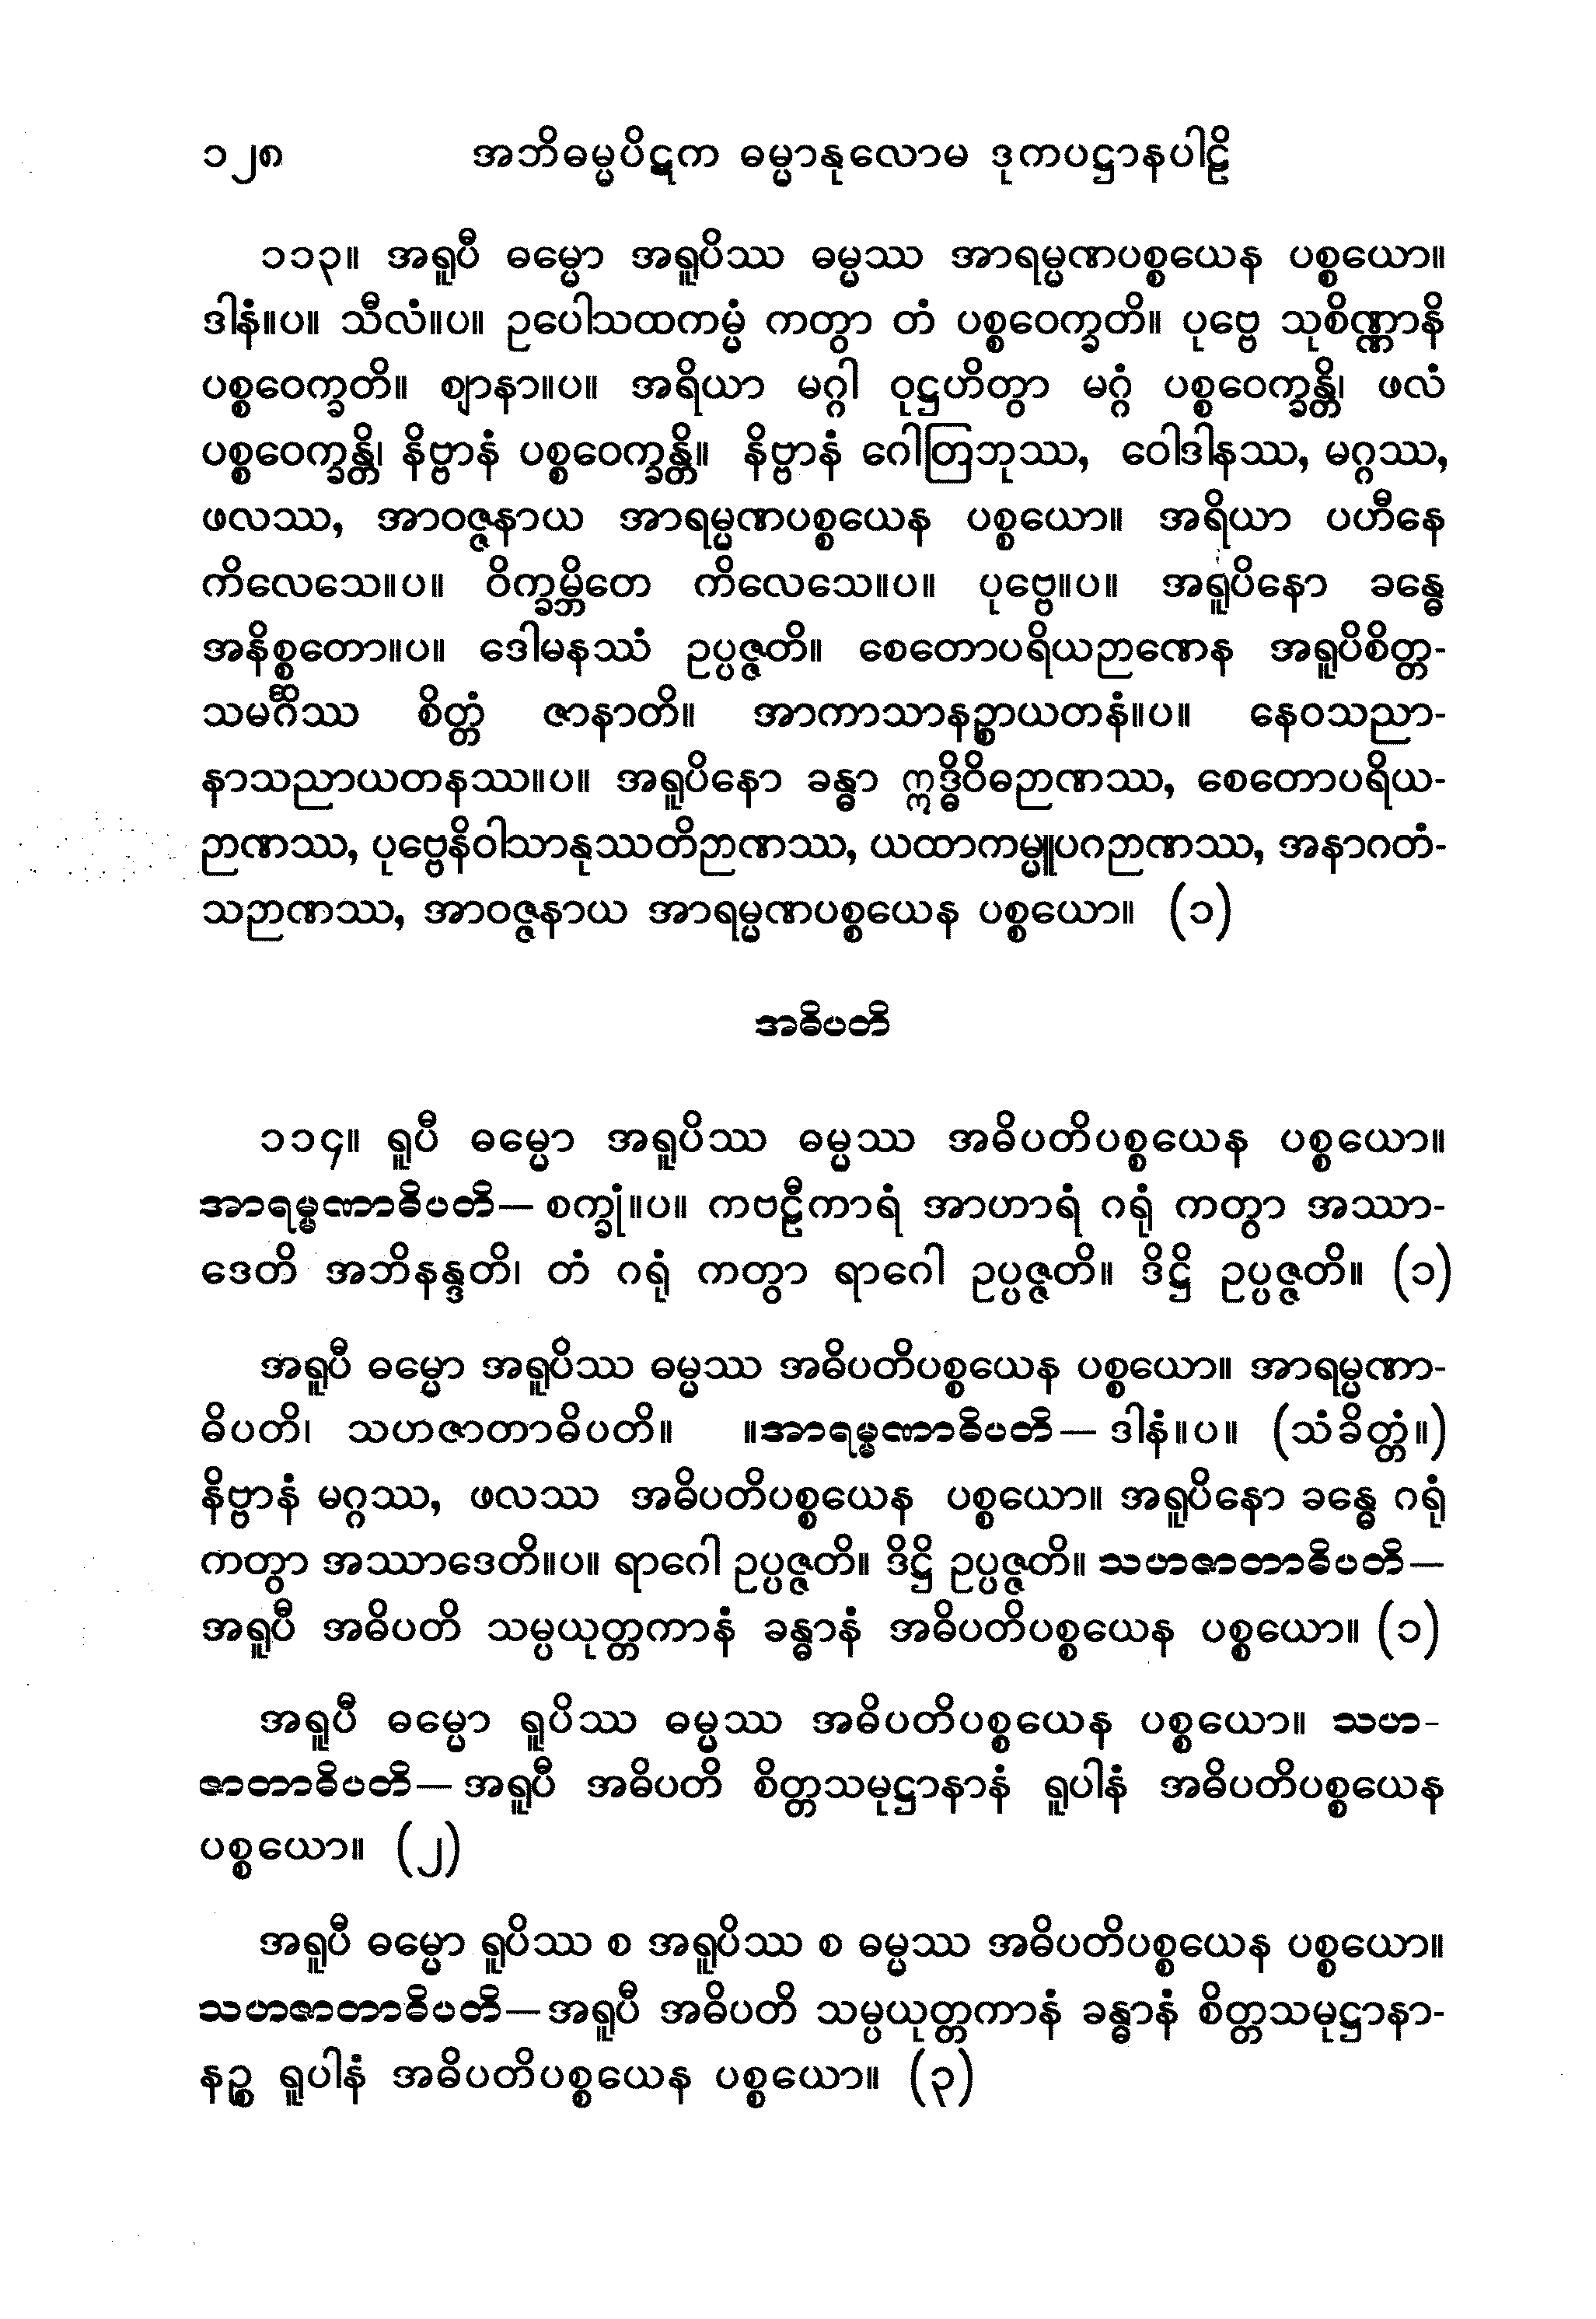 ၁၂၈ အဘိဓမ္မပိဋက ဓမ္မာနုလောမ ဒုကပဋ္ဌာနပါဠိ
၁၁၃။ အရူပီ ဓမ္မော အရူပိဿ ဓမ္မဿ အာရမ္မဏပစ္စယေန ပစ္စယော။
ဒါနံ။ပ။ သီလံ။ပ။ ဥပေါသထကမ္မံ ကတွာ တံ ပစ္စဝေက္ခတိ။ ပုဗ္ဗေ သုစိဏ္ဏာနိ
ပစ္စဝေက္ခတိ။ ဈာနာ။ပ။ အရိယာ မဂ္ဂါ ဝုဋ္ဌဟိတွာ မဂ္ဂံ ပစ္စဝေက္ခန္တိ၊ ဖလံ
ပစ္စဝေက္ခန္တိ၊ နိဗ္ဗာနံ ပစ္စဝေက္ခန္တိ။ နိဗ္ဗာနံ ဂေါတြဘုဿ, ဝေါဒါနဿ, မဂ္ဂဿ,
ဖလဿ, အာဝဇ္ဇနာယ အာရမ္မဏပစ္စယေန ပစ္စယော။ အရိယာ ပဟီနေ
ကိလေသေ။ပ။ ဝိက္ခမ္ဘိတေ ကိလေသေ။ပ။ ပုဗ္ဗေ။ပ။ အရူပိနော ခန္ဓေ
အနိစ္စတော။ပ။ ဒေါမနဿံ ဥပ္ပဇ္ဇတိ။ စေတောပရိယဉာဏေန အရူပိစိတ္တ-
သမင်္ဂိဿ စိတ္တံ ဇာနာတိ။ အာကာသာနဉ္စာယတနံ။ပ။ နေဝသညာ-
နာသညာယတနဿ။ပ။ အရူပိနော ခန္ဓာ ဣဒ္ဓိဝိဓဉာဏဿ, စေတောပရိယ-
ဉာဏဿ, ပုဗ္ဗေနိဝါသာနုဿတိဉာဏဿ, ယထာကမ္မူပဂဉာဏဿ, အနာဂတံ-
သဉာဏဿ, အာဝဇ္ဇနာယ အာရမ္မဏပစ္စယေန ပစ္စယော။ (၁)
အဓိပတိ
၁၁၄။ ရူပီ ဓမ္မော အရူပိဿ ဓမ္မဿ အဓိပတိပစ္စယေန ပစ္စယော။
အာရမ္မဏာဓိပတိ— စက္ခုံ။ပ။ ကဗဠီကာရံ အာဟာရံ ဂရုံ ကတွာ အဿာ-
ဒေတိ အဘိနန္ဒတိ၊ တံ ဂရုံ ကတွာ ရာဂေါ ဥပ္ပဇ္ဇတိ။ ဒိဋ္ဌိ ဥပ္ပဇ္ဇတိ။ (၁)
အရူပီ ဓမ္မော အရူပိဿ ဓမ္မဿ အဓိပတိပစ္စယေန ပစ္စယော။ အာရမ္မဏာ-
ဓိပတိ၊ သဟဇာတာဓိပတိ။ ။အာရမ္မဏာဓိပတိ— ဒါနံ။ပ။ (သံခိတ္တံ။)
နိဗ္ဗာနံ မဂ္ဂဿ, ဖလဿ အဓိပတိပစ္စယေန ပစ္စယော။ အရူပိနော ခန္ဓေ ဂရုံ
ကတွာ အဿာဒေတိ။ပ။ ရာဂေါ ဥပ္ပဇ္ဇတိ။ ဒိဋ္ဌိ ဥပ္ပဇ္ဇတိ။ သဟဇာတာဓိပတိ—
အရူပီ အဓိပတိ သမ္ပယုတ္တကာနံ ခန္ဓာနံ အဓိပတိပစ္စယေန ပစ္စယော။ (၁)
အရူပီ ဓမ္မော ရူပိဿ ဓမ္မဿ အဓိပတိပစ္စယေန ပစ္စယော။ သဟ-
ဇာတာဓိပတိ— အရူပီ အဓိပတိ စိတ္တသမုဋ္ဌာနာနံ ရူပါနံ အဓိပတိပစ္စယေန
ပစ္စယော။ (၂)
အရူပီ ဓမ္မော ရူပိဿ စ အရူပိဿ စ ဓမ္မဿ အဓိပတိပစ္စယေန ပစ္စယော။
သဟဇာတာဓိပတိ—အရူပီ အဓိပတိ သမ္ပယုတ္တကာနံ ခန္ဓာနံ စိတ္တသမုဋ္ဌာနာ-
နဉ္စ ရူပါနံ အဓိပတိပစ္စယေန ပစ္စယော။ (၃)